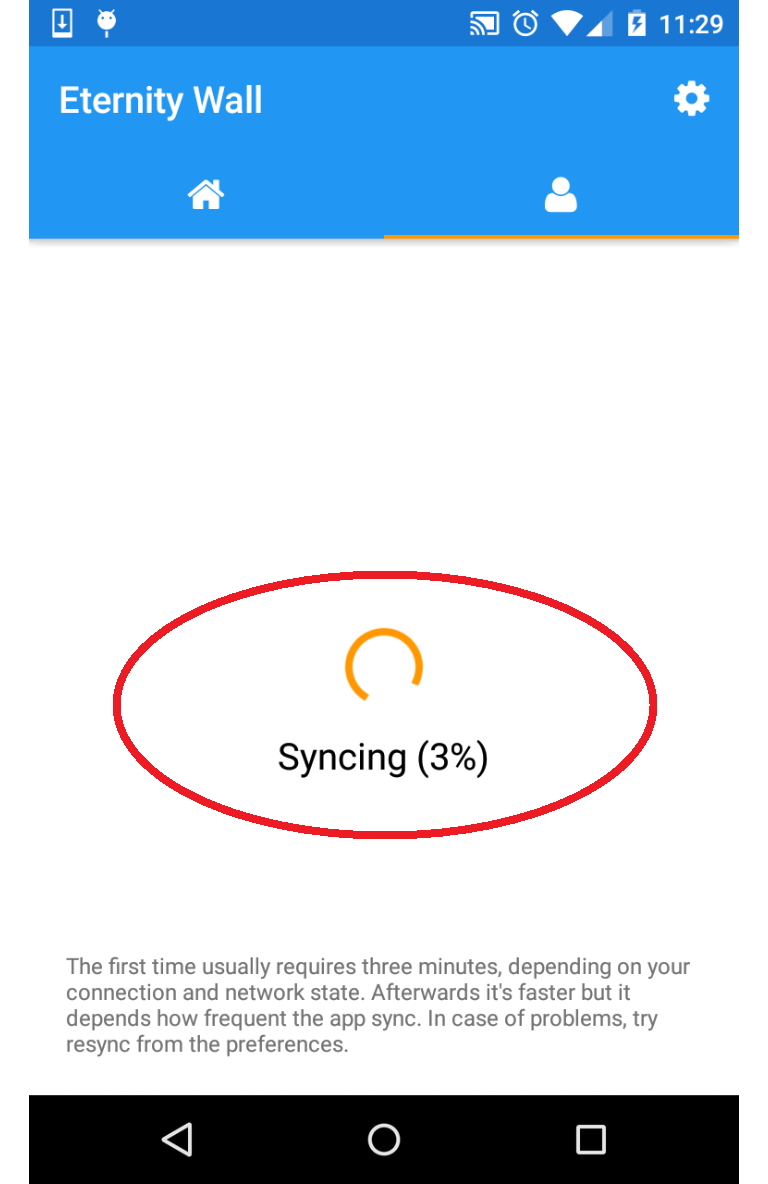 11:29
Eternity Wall
Syncing (3%)
The first time usually requires three minutes, depending on your
connection and network state. Afterwards it's faster but it
depends how frequent the app sync. In case of problems, try
resync from the preferences.